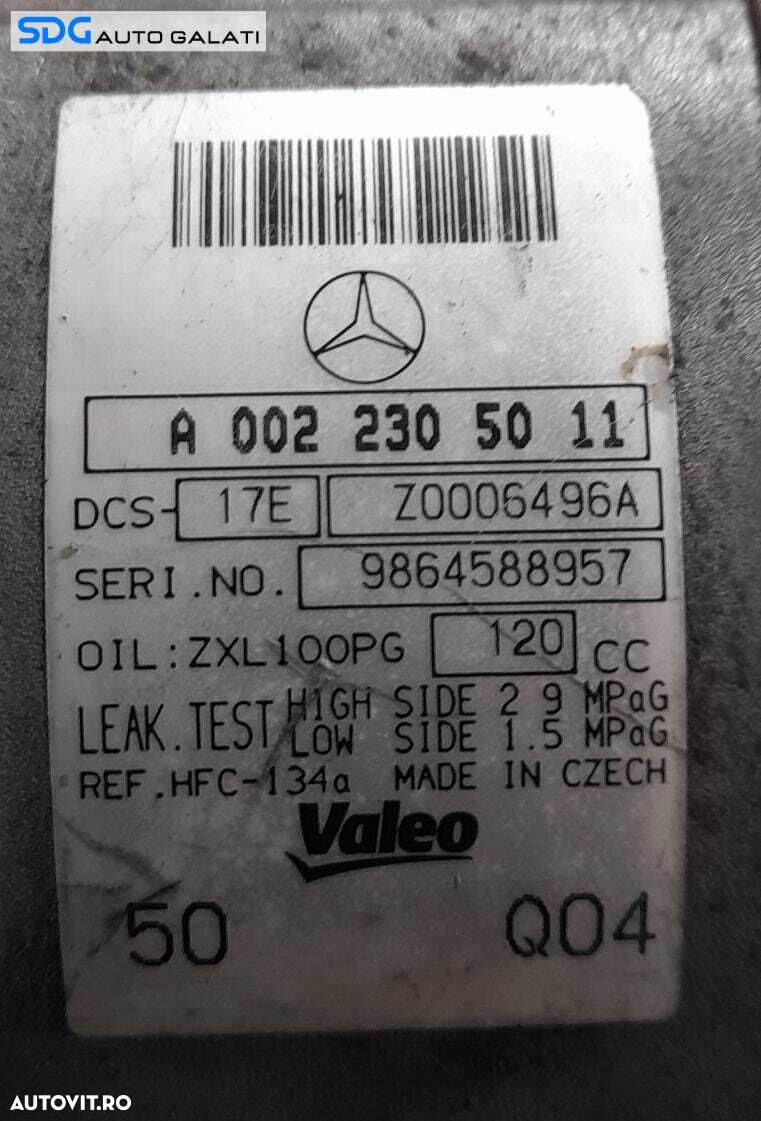 SDG AUTO GALATI
A 002 230 50 11
DCS- 17E Z0006496A
SERI.NO. 9864588957
OIL:ZXL100PG 120 CC
LEAK.TEST HIGH SIDE 2 9 MPaG
LOW SIDE 1.5 MPaG
REF.HFC-134a MADE IN CZECH
Valeo
50 Q04
AUTOVIT.RO